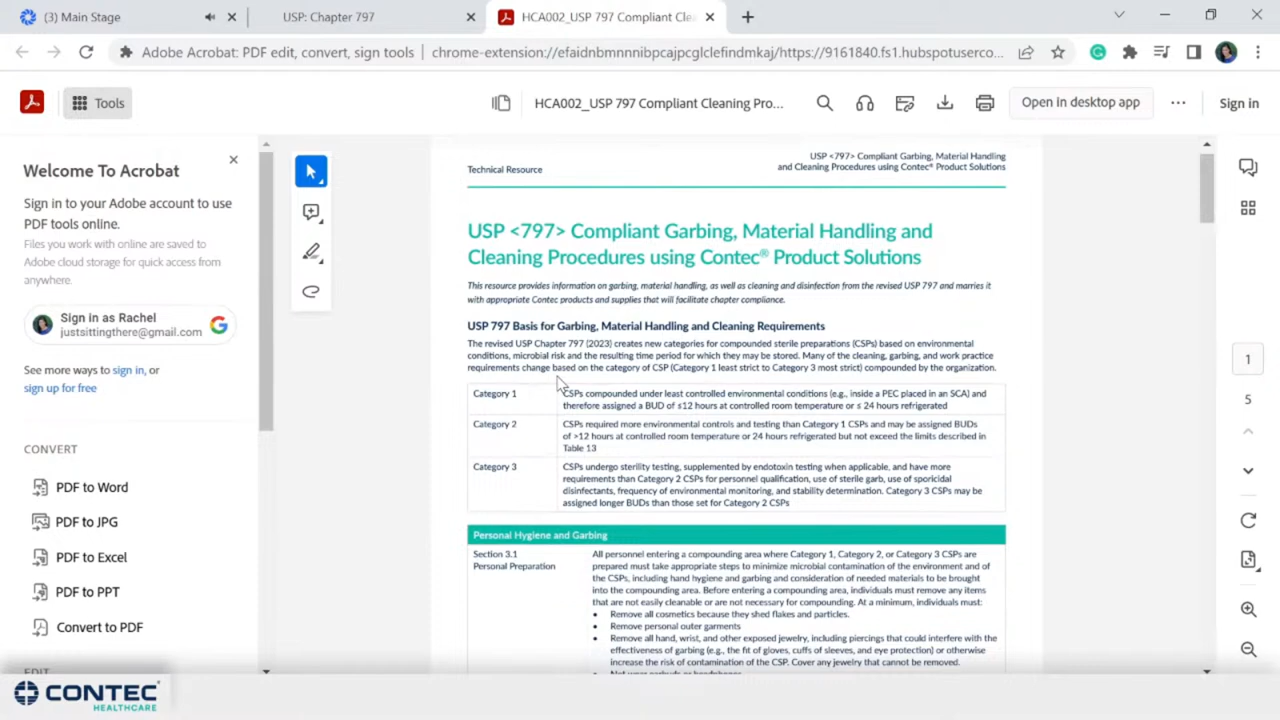 (3) Main Stage
USP: Chapter 797
HCA002_USP 797 Compliant Cle
Adobe Acrobat: PDF edit, convert, sign tools
chrome-extension://efaidnbmnnnibpcajpcglclefindmkaj/https://9161840.fs1.hubspotuserco...
Tools
HCA002_USP 797 Compliant Cleaning Pro...
Open in desktop app
Sign in
Welcome To Acrobat
Sign in to your Adobe account to use
PDF tools online.
Files you work with online are saved to
Adobe cloud storage for quick access from
anywhere.
Sign in as Rachel
justsittingthere@gmail.com
See more ways to sign in, or
sign up for free
CONVERT
PDF to Word
PDF to JPG
PDF to Excel
PDF to PPT
Convert to PDF
EDIT
Technical Resource
USP <797> Compliant Garbing, Material Handling
and Cleaning Procedures using Contec® Product Solutions
USP <797> Compliant Garbing, Material Handling and
Cleaning Procedures using Contec® Product Solutions
This resource provides information on garbing, material handling, as well as cleaning and disinfection from the revised USP 797 and marries it
with appropriate Contec products and supplies that will facilitate chapter compliance.
USP 797 Basis for Garbing, Material Handling and Cleaning Requirements
The revised USP Chapter 797 (2023) creates new categories for compounded sterile preparations (CSPs) based on environmental
conditions, microbial risk and the resulting time period for which they may be stored. Many of the cleaning, garbing, and work practice
requirements change based on the category of CSP (Category 1 least strict to Category 3 most strict) compounded by the organization.
Category 1
CSPs compounded under least controlled environmental conditions (e.g., inside a PEC placed in an SCA) and
therefore assigned a BUD of ≤12 hours at controlled room temperature or ≤ 24 hours refrigerated
Category 2
CSPs required more environmental controls and testing than Category 1 CSPs and may be assigned BUDs
of >12 hours at controlled room temperature or 24 hours refrigerated but not exceed the limits described in
Table 13
Category 3
CSPs undergo sterility testing, supplemented by endotoxin testing when applicable, and have more
requirements than Category 2 CSPs for personnel qualification, use of sterile garb, use of sporicidal
disinfectants, frequency of environmental monitoring, and stability determination. Category 3 CSPs may be
assigned longer BUDs than those set for Category 2 CSPs
Personal Hygiene and Garbing
Section 3.1
Personal Preparation
All personnel entering a compounding area where Category 1, Category 2, or Category 3 CSPs are
prepared must take appropriate steps to minimize microbial contamination of the environment and of
the CSPs, including hand hygiene and garbing and consideration of needed materials to be brought
into the compounding area. Before entering a compounding area, individuals must remove any items
that are not easily cleanable or are not necessary for compounding. At a minimum, individuals must:
• Remove all cosmetics because they shed flakes and particles.
• Remove personal outer garments
• Remove all hand, wrist, and other exposed jewelry, including piercings that could interfere with the
effectiveness of garbing (e.g., the fit of gloves, cuffs of sleeves, and eye protection) or otherwise
increase the risk of contamination of the CSP. Cover any jewelry that cannot be removed.
1
5
CONTEC
HEALTHCARE